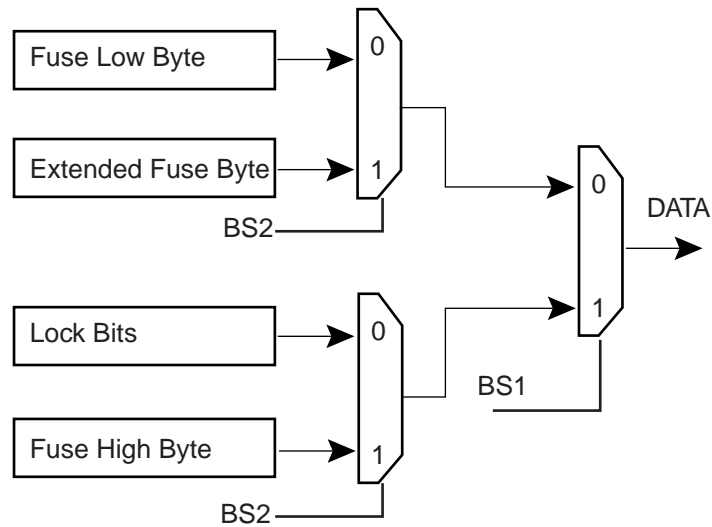 Fuse Low Byte
0
Extended Fuse Byte
1
BS2
0
DATA
Lock Bits
0
1
BS1
Fuse High Byte
1
BS2